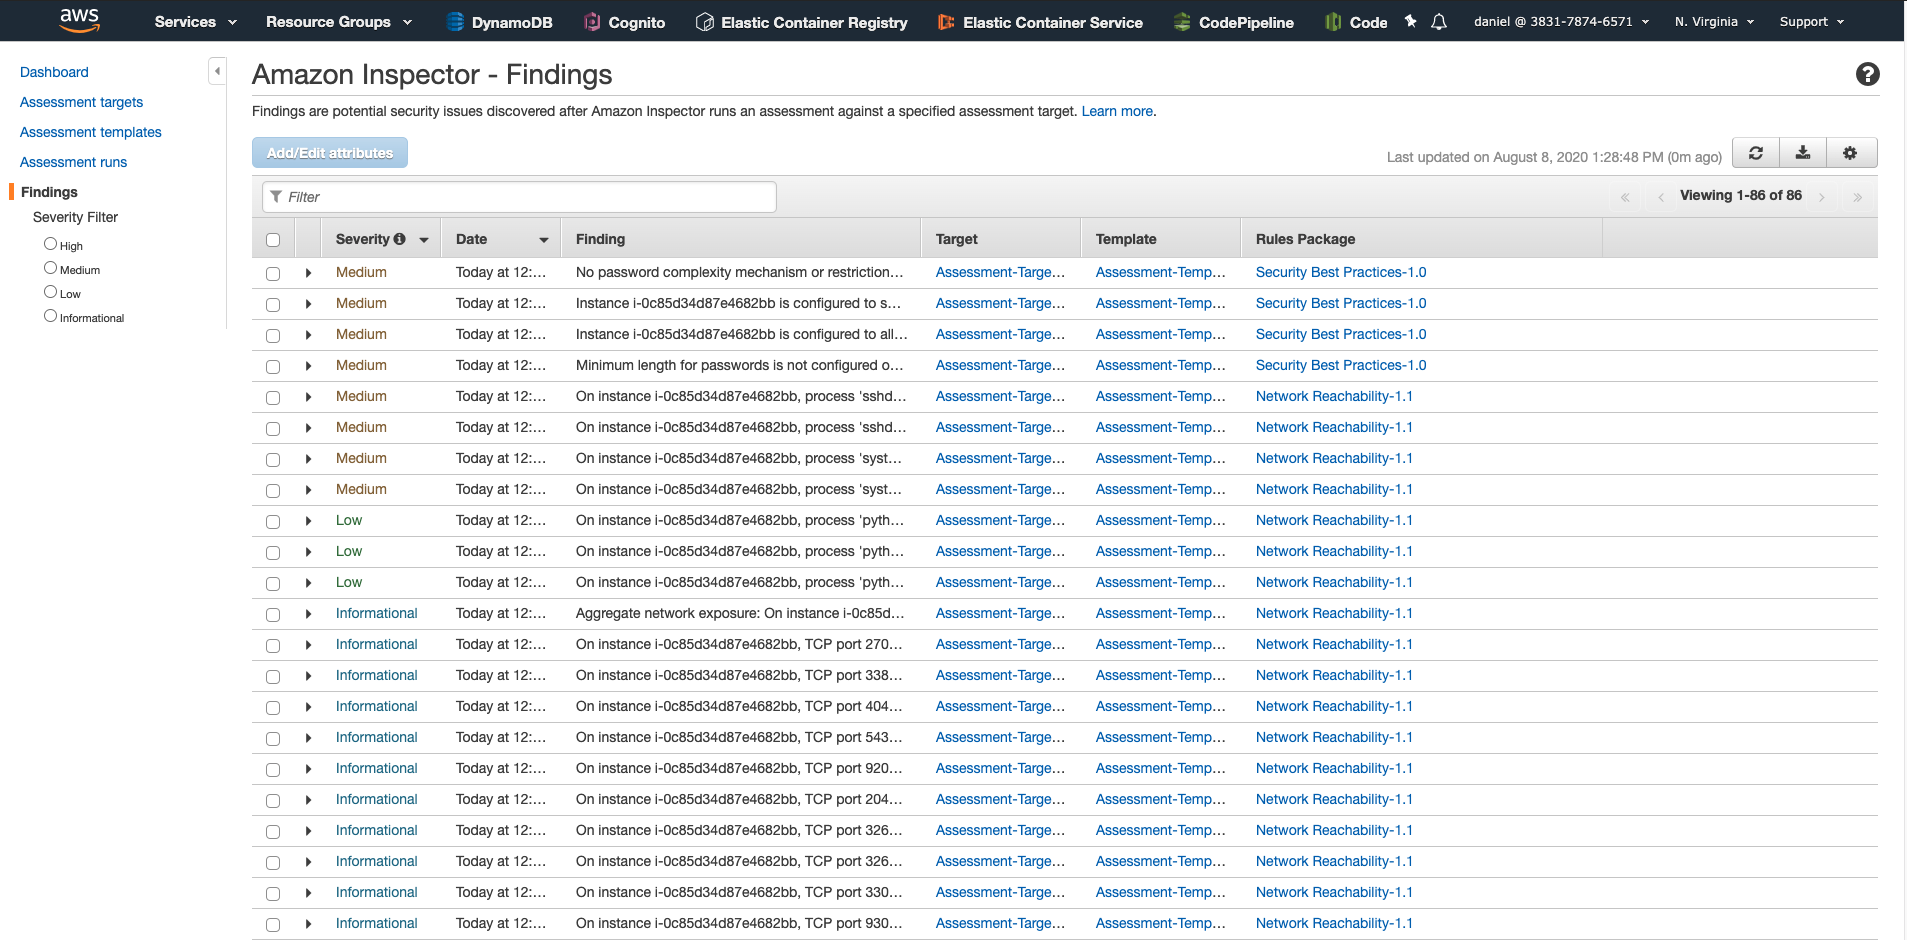 aws Services Resource Groups DynamoDB Cognito Elastic Container Registry Elastic Container Service CodePipeline Code daniel @ 3831-7874-6571 N. Virginia Support
Dashboard
Assessment targets
Assessment templates
Assessment runs
Findings
Severity Filter
High
Medium
Low
Informational
Amazon Inspector - Findings
Findings are potential security issues discovered after Amazon Inspector runs an assessment against a specified assessment target. Learn more.
Add/Edit attributes
Last updated on August 8, 2020 1:28:48 PM (0m ago)
Filter
« ‹ Viewing 1-86 of 86 › »
Severity Date Finding Target Template Rules Package
Medium Today at 12:... No password complexity mechanism or restriction... Assessment-Targe... Assessment-Temp... Security Best Practices-1.0
Medium Today at 12:... Instance i-0c85d34d87e4682bb is configured to s... Assessment-Targe... Assessment-Temp... Security Best Practices-1.0
Medium Today at 12:... Instance i-0c85d34d87e4682bb is configured to all... Assessment-Targe... Assessment-Temp... Security Best Practices-1.0
Medium Today at 12:... Minimum length for passwords is not configured o... Assessment-Targe... Assessment-Temp... Security Best Practices-1.0
Medium Today at 12:... On instance i-0c85d34d87e4682bb, process 'sshd... Assessment-Targe... Assessment-Temp... Network Reachability-1.1
Medium Today at 12:... On instance i-0c85d34d87e4682bb, process 'sshd... Assessment-Targe... Assessment-Temp... Network Reachability-1.1
Medium Today at 12:... On instance i-0c85d34d87e4682bb, process 'syst... Assessment-Targe... Assessment-Temp... Network Reachability-1.1
Medium Today at 12:... On instance i-0c85d34d87e4682bb, process 'syst... Assessment-Targe... Assessment-Temp... Network Reachability-1.1
Low Today at 12:... On instance i-0c85d34d87e4682bb, process 'pyth... Assessment-Targe... Assessment-Temp... Network Reachability-1.1
Low Today at 12:... On instance i-0c85d34d87e4682bb, process 'pyth... Assessment-Targe... Assessment-Temp... Network Reachability-1.1
Low Today at 12:... On instance i-0c85d34d87e4682bb, process 'pyth... Assessment-Targe... Assessment-Temp... Network Reachability-1.1
Informational Today at 12:... Aggregate network exposure: On instance i-0c85d... Assessment-Targe... Assessment-Temp... Network Reachability-1.1
Informational Today at 12:... On instance i-0c85d34d87e4682bb, TCP port 270... Assessment-Targe... Assessment-Temp... Network Reachability-1.1
Informational Today at 12:... On instance i-0c85d34d87e4682bb, TCP port 338... Assessment-Targe... Assessment-Temp... Network Reachability-1.1
Informational Today at 12:... On instance i-0c85d34d87e4682bb, TCP port 404... Assessment-Targe... Assessment-Temp... Network Reachability-1.1
Informational Today at 12:... On instance i-0c85d34d87e4682bb, TCP port 543... Assessment-Targe... Assessment-Temp... Network Reachability-1.1
Informational Today at 12:... On instance i-0c85d34d87e4682bb, TCP port 920... Assessment-Targe... Assessment-Temp... Network Reachability-1.1
Informational Today at 12:... On instance i-0c85d34d87e4682bb, TCP port 204... Assessment-Targe... Assessment-Temp... Network Reachability-1.1
Informational Today at 12:... On instance i-0c85d34d87e4682bb, TCP port 326... Assessment-Targe... Assessment-Temp... Network Reachability-1.1
Informational Today at 12:... On instance i-0c85d34d87e4682bb, TCP port 326... Assessment-Targe... Assessment-Temp... Network Reachability-1.1
Informational Today at 12:... On instance i-0c85d34d87e4682bb, TCP port 330... Assessment-Targe... Assessment-Temp... Network Reachability-1.1
Informational Today at 12:... On instance i-0c85d34d87e4682bb, TCP port 930... Assessment-Targe... Assessment-Temp... Network Reachability-1.1